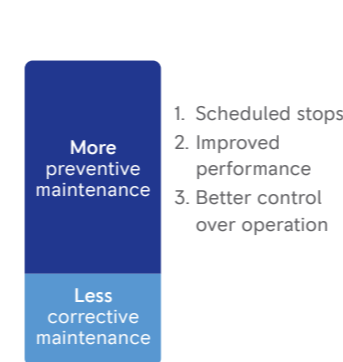 More
preventive
maintenance
1. Scheduled stops
2. Improved
performance
3. Better control
over operation
Less
corrective
maintenance